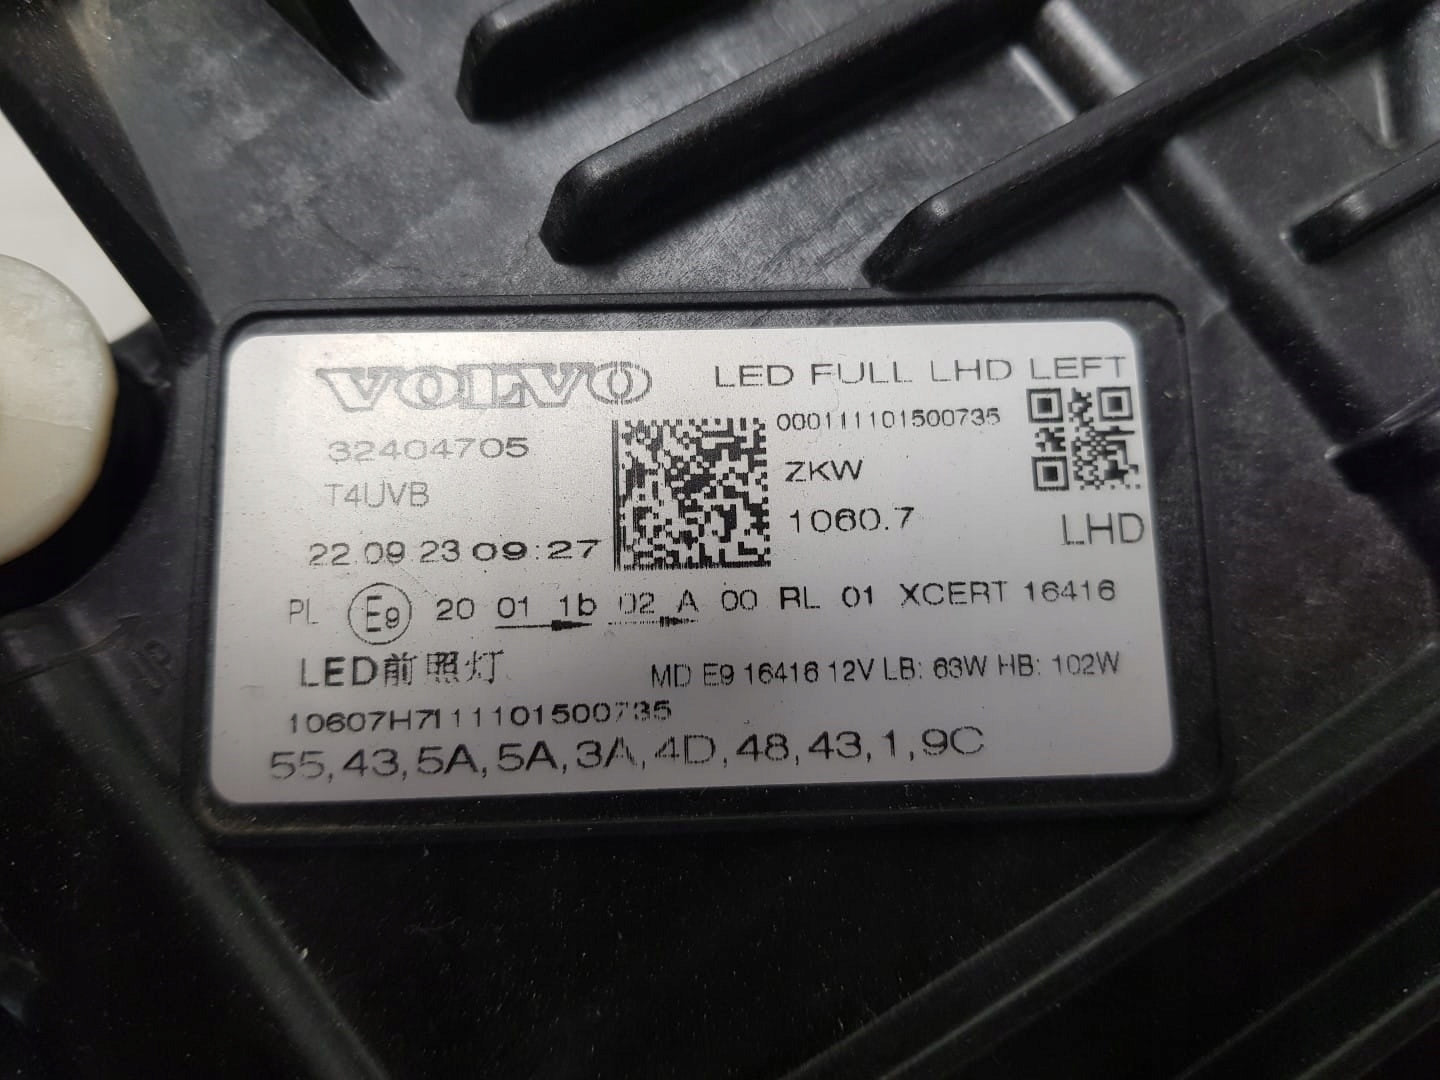 VOLVO
LED FULL LHD LEFT
32404705
000111101500735
T4UVB
ZKW
1060.7
LHD
22.09.23 09:27
PL E9 20 01 1b 02 A 00 RL 01 XCERT 16416
LED前照灯
MD E9 16416 12V LB: 63W HB: 102W
10607H7111101500735
55,43,5A,5A,3A,4D,48,43,1,9C